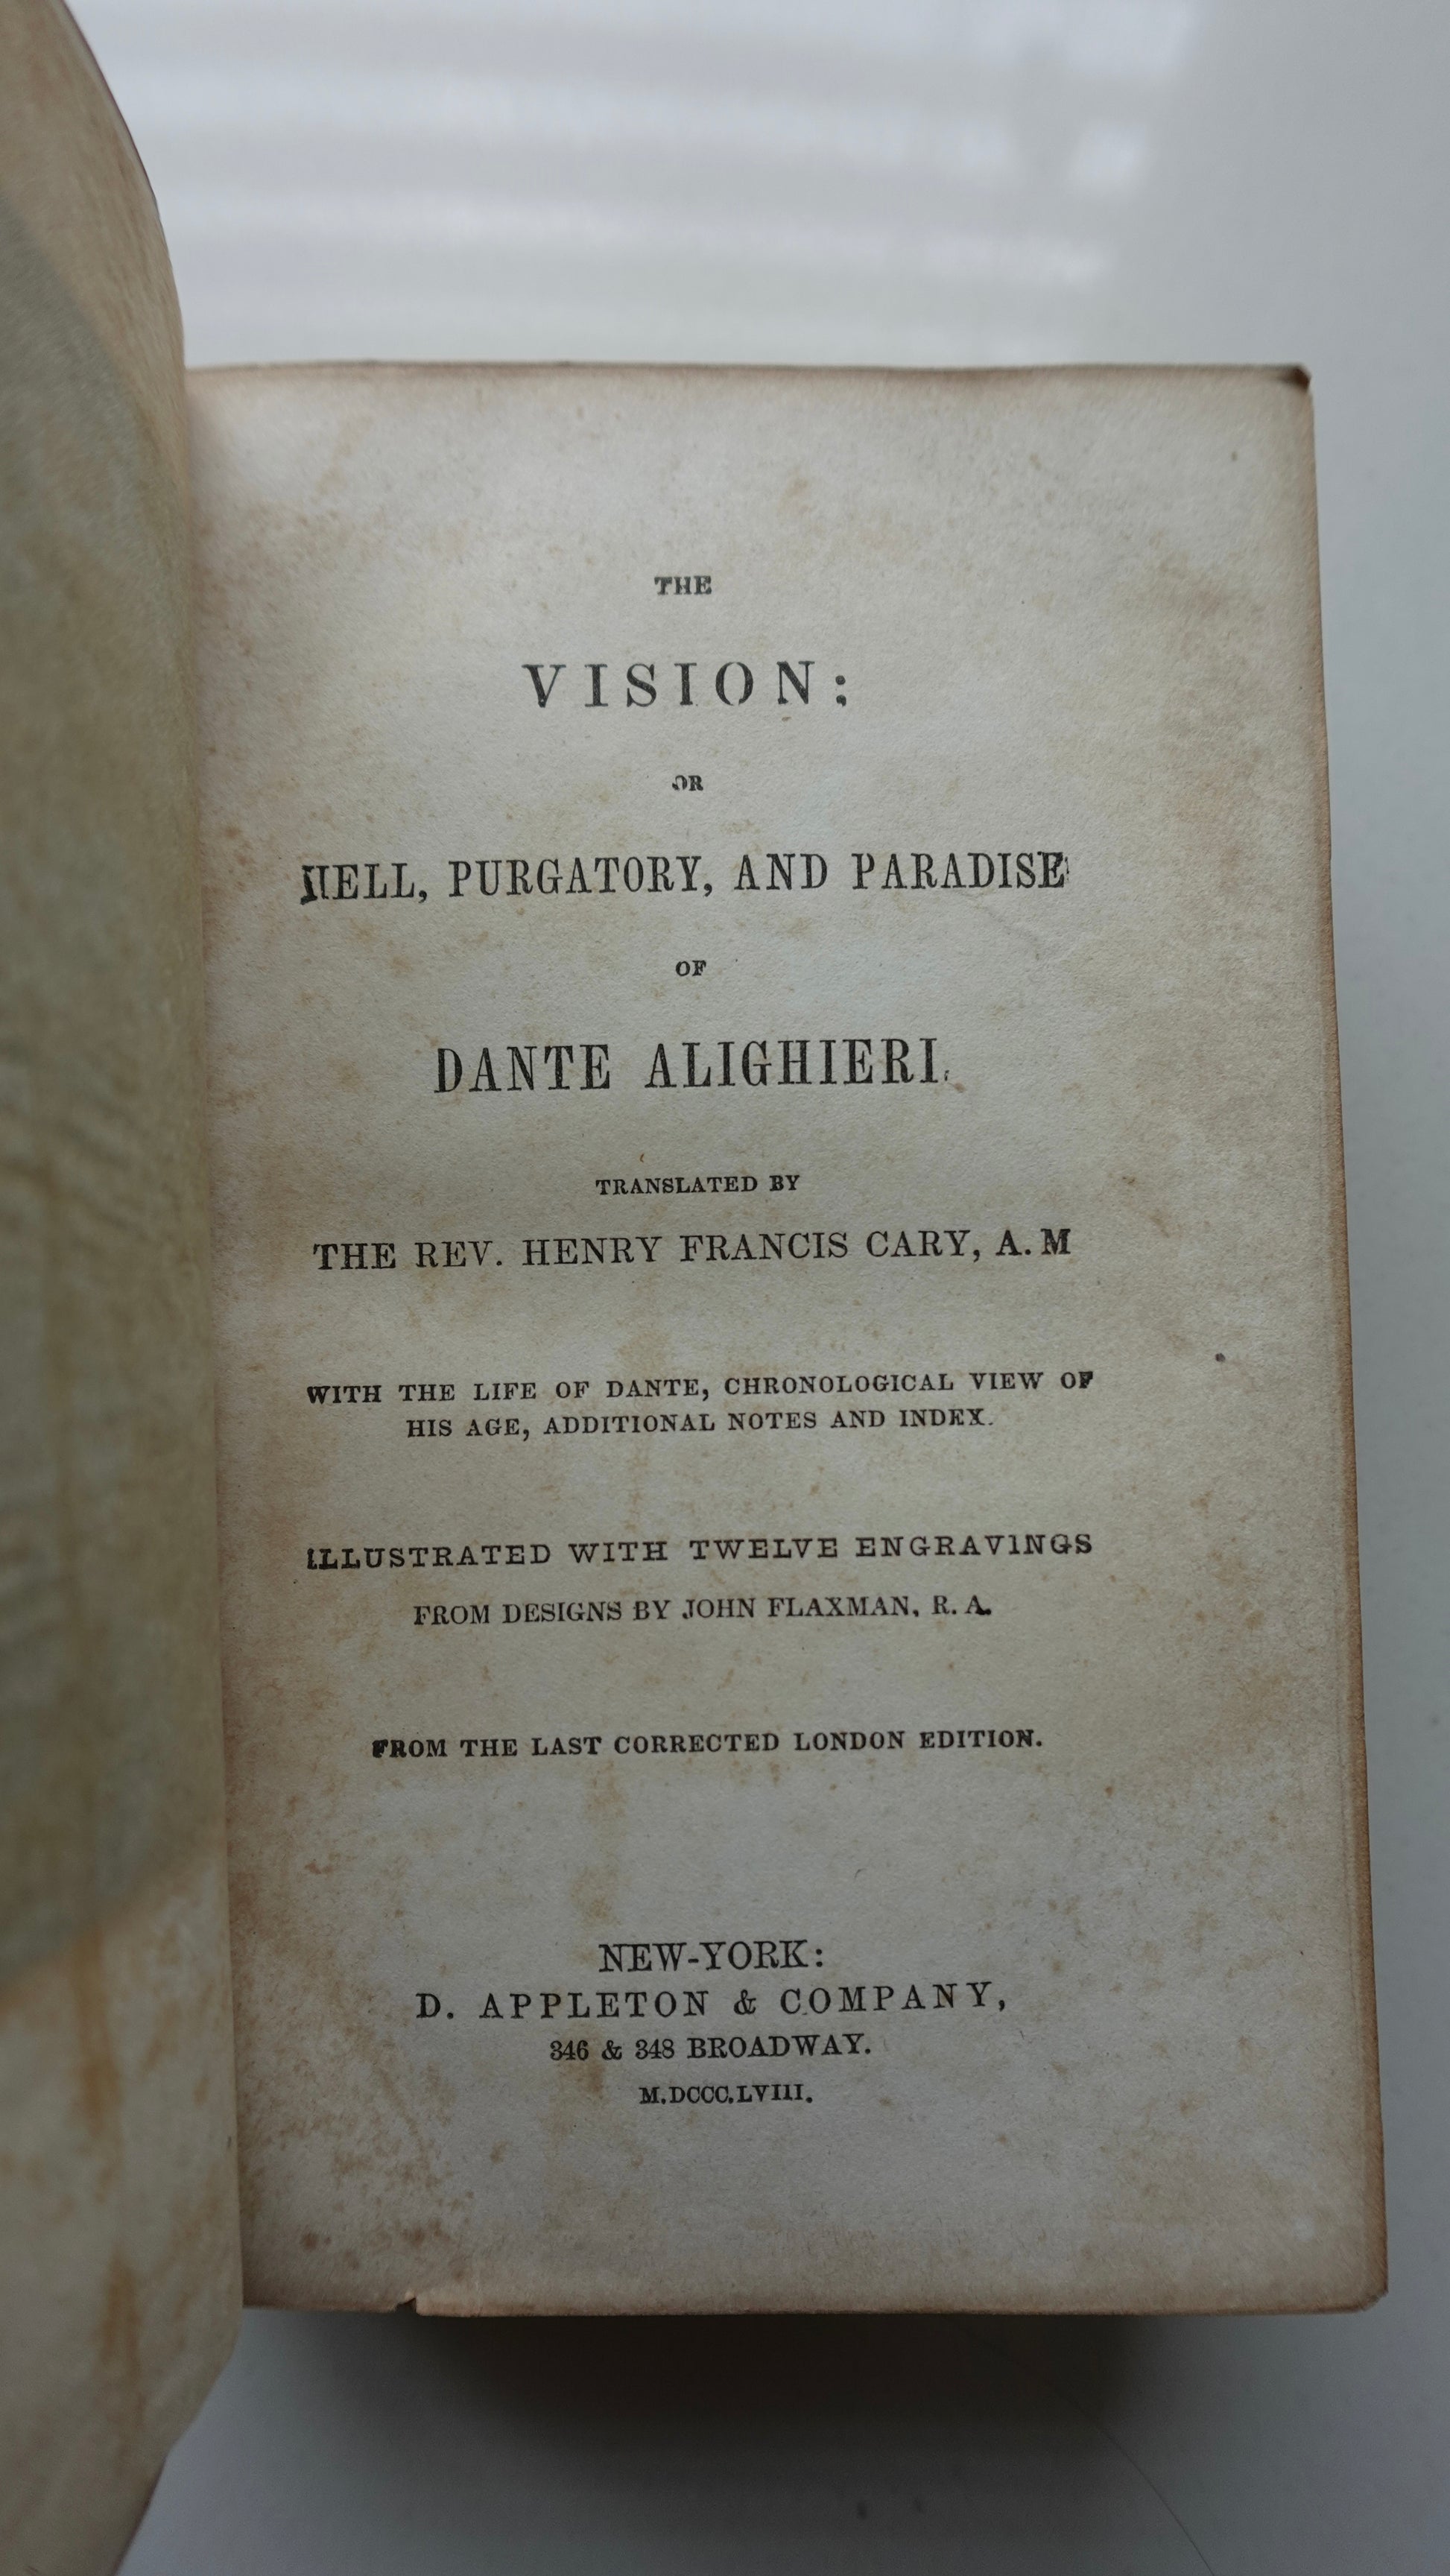 THE
VISION:
OR
HELL, PURGATORY, AND PARADISE
OF
DANTE ALIGHIERI.
TRANSLATED BY
THE REV. HENRY FRANCIS CARY, A. M
WITH THE LIFE OF DANTE, CHRONOLOGICAL VIEW OF
HIS AGE, ADDITIONAL NOTES AND INDEX.
ILLUSTRATED WITH TWELVE ENGRAVINGS
FROM DESIGNS BY JOHN FLAXMAN, R. A.
FROM THE LAST CORRECTED LONDON EDITION.
NEW-YORK:
D. APPLETON & COMPANY,
346 & 348 BROADWAY.
M.DCCC.LVIII.